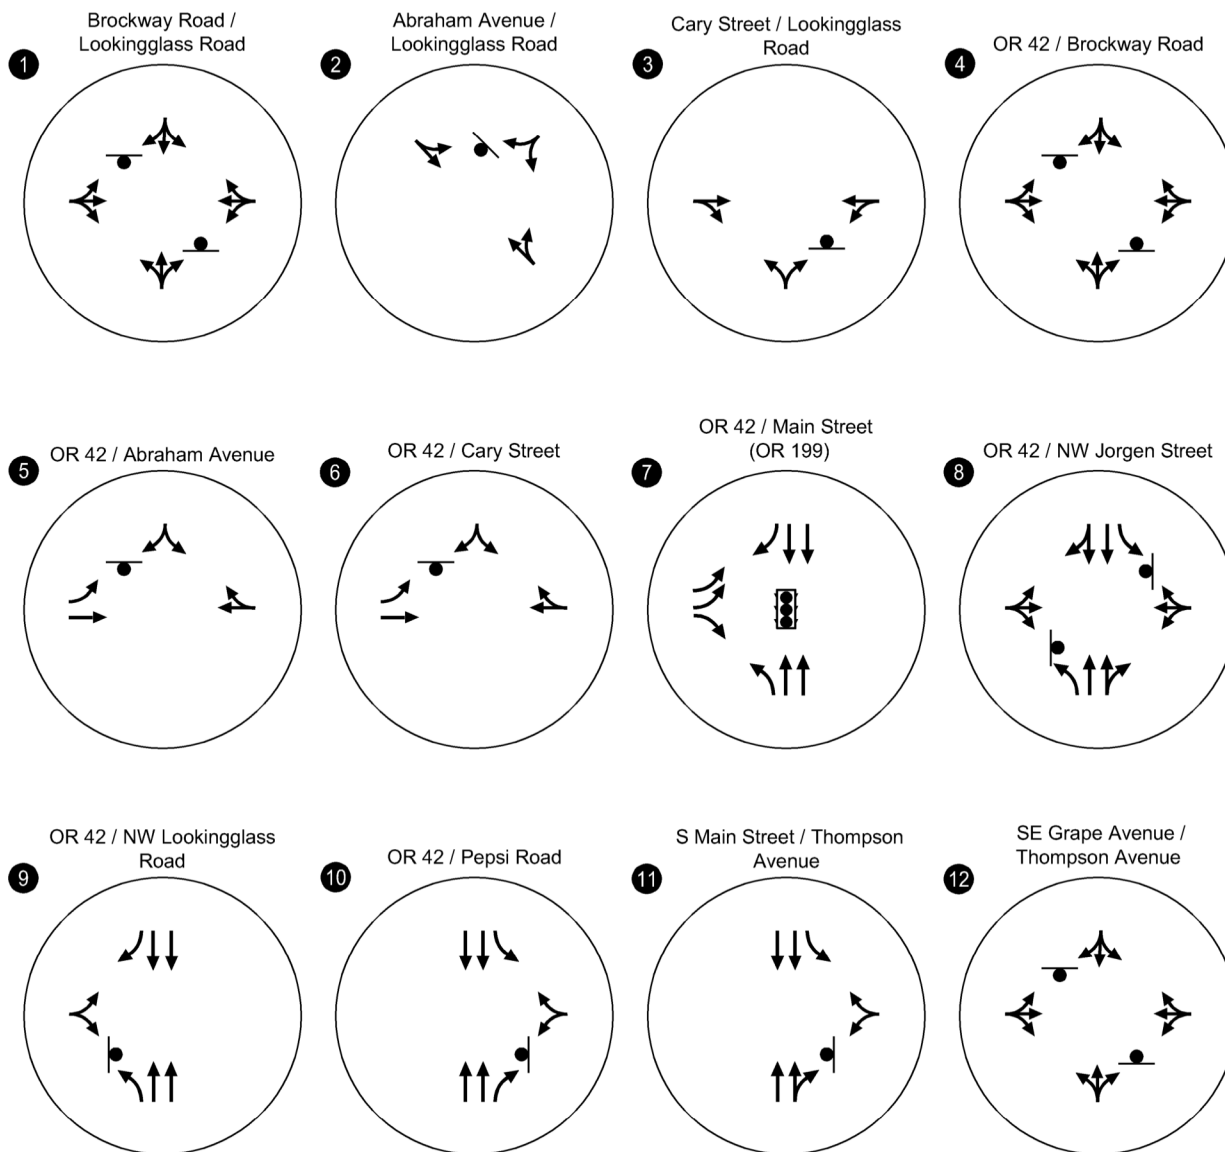 1
Brockway Road /
Lookingglass Road
2
Abraham Avenue /
Lookingglass Road
3
Cary Street / Lookingglass
Road
4
OR 42 / Brockway Road
5
OR 42 / Abraham Avenue
6
OR 42 / Cary Street
7
OR 42 / Main Street
(OR 199)
8
OR 42 / NW Jorgen Street
9
OR 42 / NW Lookingglass
Road
10
OR 42 / Pepsi Road
11
S Main Street / Thompson
Avenue
12
SE Grape Avenue /
Thompson Avenue